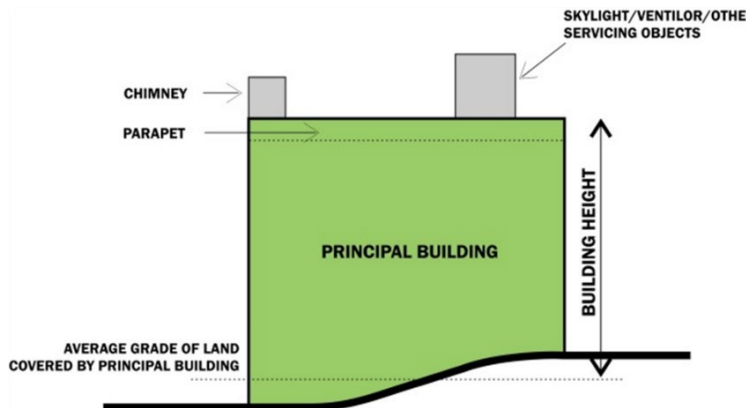 SKYLIGHT/VENTILOR/OTHE
SERVICING OBJECTS
CHIMNEY
PARAPET
PRINCIPAL BUILDING
BUILDING HEIGHT
AVERAGE GRADE OF LAND
COVERED BY PRINCIPAL BUILDING